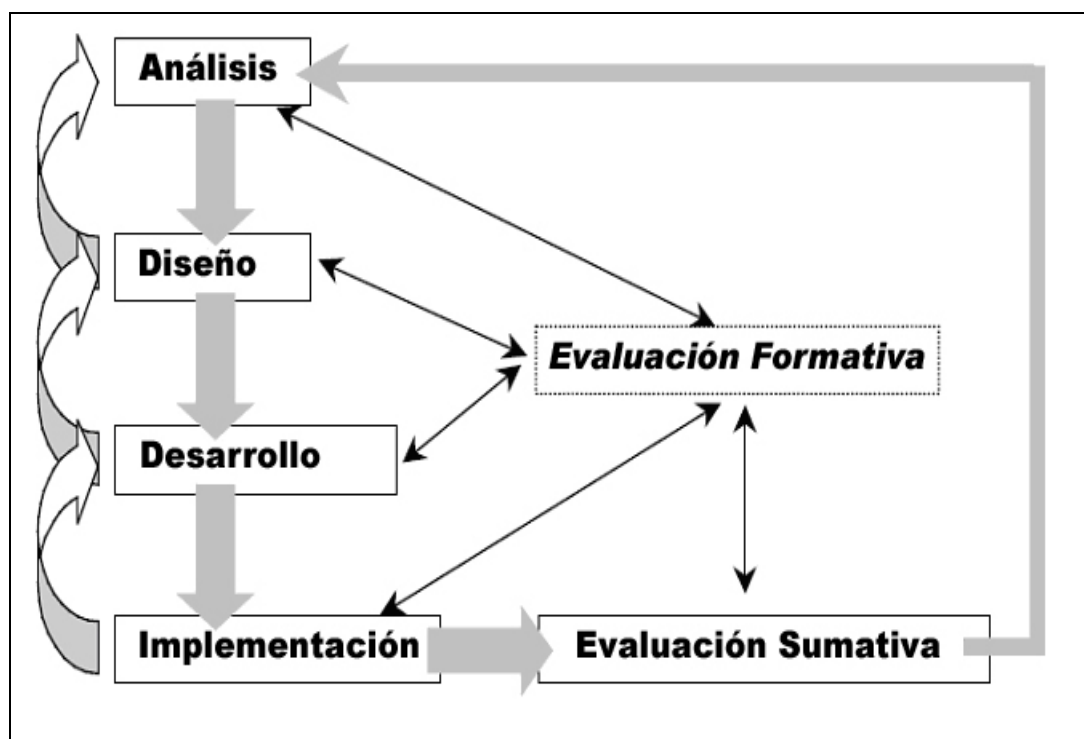 Análisis
Diseño
Evaluación Formativa
Desarrollo
Implementación
Evaluación Sumativa